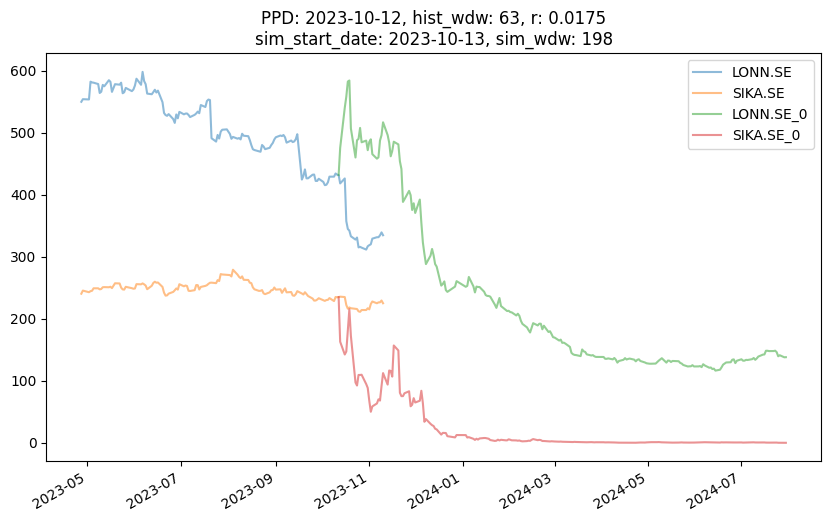 PPD: 2023-10-12, hist_wdw: 63, r: 0.0175
sim_start_date: 2023-10-13, sim_wdw: 198
LONN.SE
SIKA.SE
LONN.SE_0
SIKA.SE_0
600
500
400
300
200
100
0
2023-05
2023-07
2023-09
2023-11
2024-01
2024-03
2024-05
2024-07